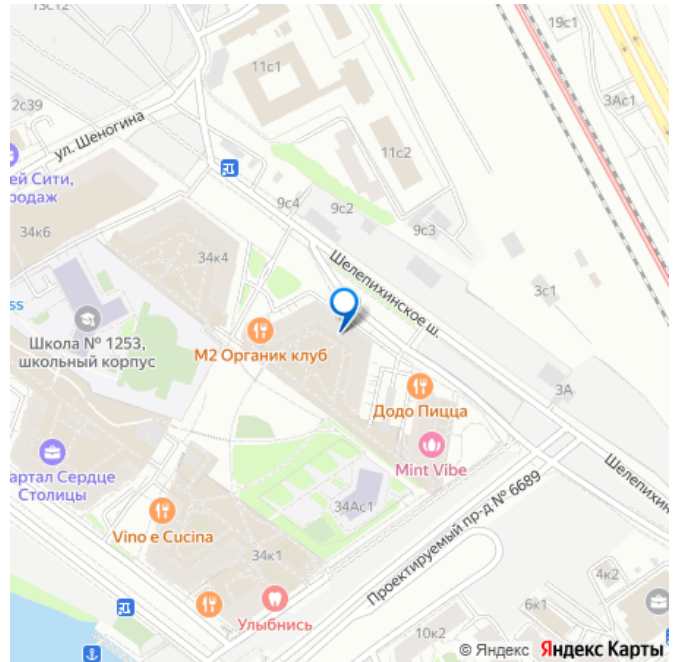 13с12
19с1
11с1
3Ас1
2с39
ул. Шеногина
11с2
ей Сити,
родаж
9с4
9с2
9с3
34к6
34к4
Шелепихинское ш.
3с1
ss
Школа № 1253,
школьный корпус
М2 Органик клуб
Додо Пицца
3А
Mint Vibe
артал Сердце
Столицы
Шелепихин
34Ас1
Проектируемый пр-д № 6689
Vino e Cucina
34к1
4к2
6к1
Улыбнись
10к2
© Яндекс Яндекс Карты